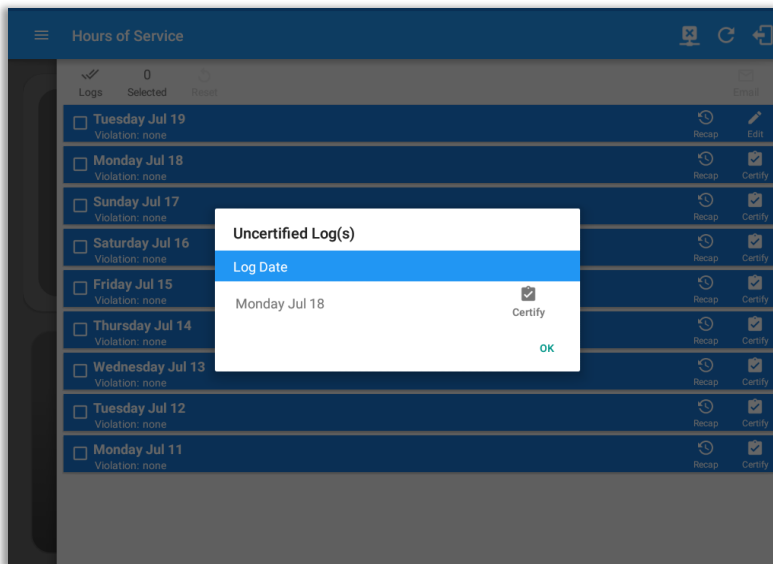 Hours of Service
0
Logs Selected Reset Email
Tuesday Jul 19
Violation: none
Recap Edit
Monday Jul 18
Violation: none
Recap Certify
Sunday Jul 17
Violation: none
Recap Certify
Saturday Jul 16
Violation: none
Recap Certify
Friday Jul 15
Violation: none
Recap Certify
Thursday Jul 14
Violation: none
Recap Certify
Wednesday Jul 13
Violation: none
Recap Certify
Tuesday Jul 12
Violation: none
Recap Certify
Monday Jul 11
Violation: none
Recap Certify
Uncertified Log(s)
Log Date
Monday Jul 18
Certify
OK